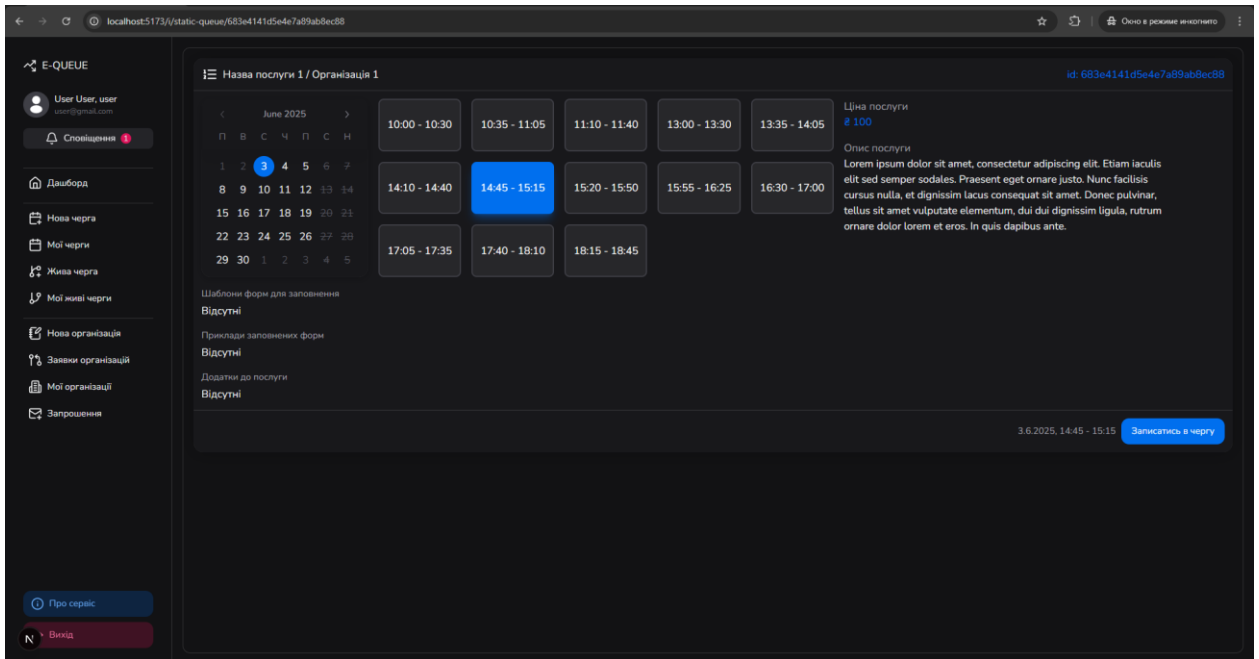 localhost:5173/i/static-queue/683e4141d5e4e7a89ab8ec88
Окно в режиме инкогнито
E-QUEUE
User User, user
user@gmail.com
Сповіщення 1
Дашборд
Нова черга
Мої черги
Жива черга
Мої живі черги
Нова організація
Заявки організацій
Мої організації
Запрошення
Про сервіс
N Вихід
Назва послуги 1 / Організація 1
id: 683e4141d5e4e7a89ab8ec88
June 2025
П В С Ч П С Н
1 2 3 4 5 6 7
8 9 10 11 12 13 14
15 16 17 18 19 20 21
22 23 24 25 26 27 28
29 30 1 2 3 4 5
10:00 - 10:30 10:35 - 11:05 11:10 - 11:40 13:00 - 13:30 13:35 - 14:05
14:10 - 14:40 14:45 - 15:15 15:20 - 15:50 15:55 - 16:25 16:30 - 17:00
17:05 - 17:35 17:40 - 18:10 18:15 - 18:45
Ціна послуги
₴ 100
Опис послуги
Lorem ipsum dolor sit amet, consectetur adipiscing elit. Etiam iaculis
elit sed semper sodales. Praesent eget ornare justo. Nunc facilisis
cursus nulla, et dignissim lacus consequat sit amet. Donec pulvinar,
tellus sit amet vulputate elementum, dui dui dignissim ligula, rutrum
ornare dolor lorem et eros. In quis dapibus ante.
Шаблони форм для заповнення
Відсутні
Приклади заповнених форм
Відсутні
Додатки до послуги
Відсутні
3.6.2025, 14:45 - 15:15 Записатись в чергу